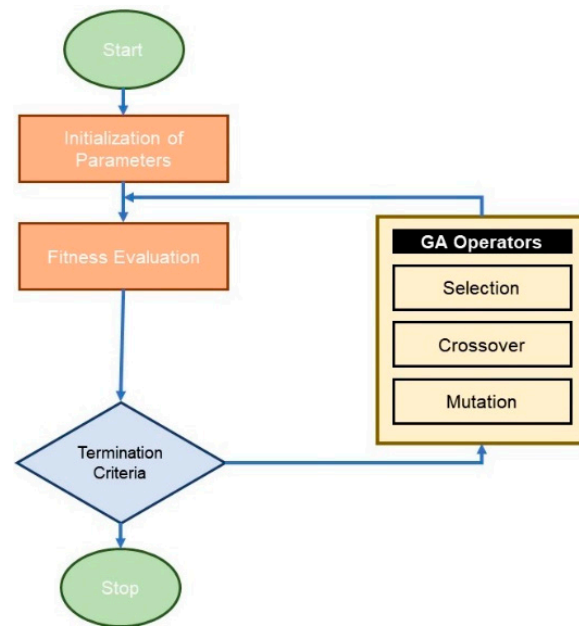 Start
Initialization of
Parameters
Fitness Evaluation
GA Operators
Selection
Crossover
Mutation
Termination
Criteria
Stop